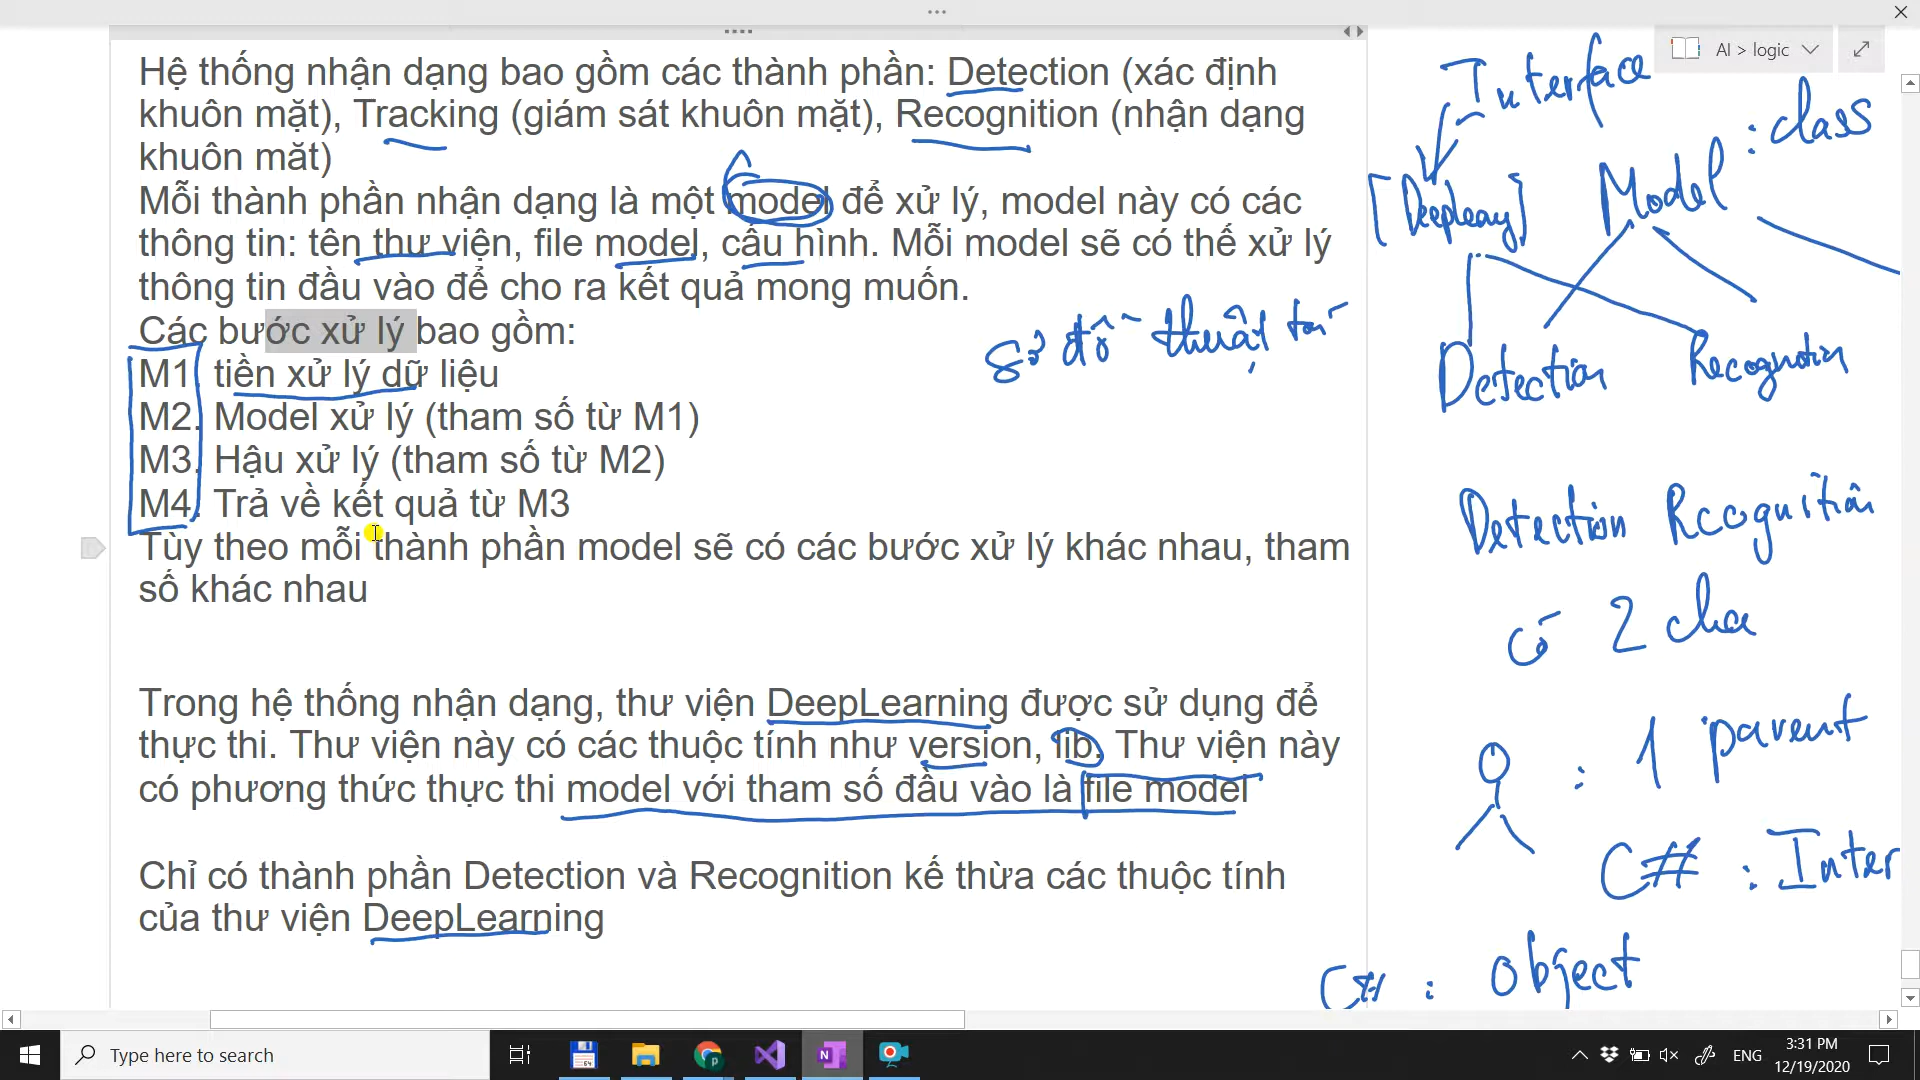 AI > logic
Hệ thống nhận dạng bao gồm các thành phần: Detection (xác định
khuôn mặt), Tracking (giám sát khuôn mặt), Recognition (nhận dạng
khuôn măt)
Mỗi thành phần nhận dạng là một model để xử lý, model này có các
thông tin: tên thư viện, file model, cấu hình. Mỗi model sẽ có thể xử lý
thông tin đầu vào để cho ra kết quả mong muốn.
Các bước xử lý bao gồm:
M1. tiền xử lý dữ liệu
M2. Model xử lý (tham số từ M1)
M3. Hậu xử lý (tham số từ M2)
M4. Trả về kết quả từ M3
Tùy theo mỗi thành phần model sẽ có các bước xử lý khác nhau, tham
số khác nhau
Trong hệ thống nhận dạng, thư viện DeepLearning được sử dụng để
thực thi. Thư viện này có các thuộc tính như version, lib. Thư viện này
có phương thức thực thi model với tham số đầu vào là file model
Chỉ có thành phần Detection và Recognition kế thừa các thuộc tính
của thư viện DeepLearning
sơ đồ thuật
Interface
Model : class
Detection Recognition
Detection Recognition
có 2 cha
: 1 parent
C# : Inter
C# : object
Type here to search
ENG
3:31 PM
12/19/2020